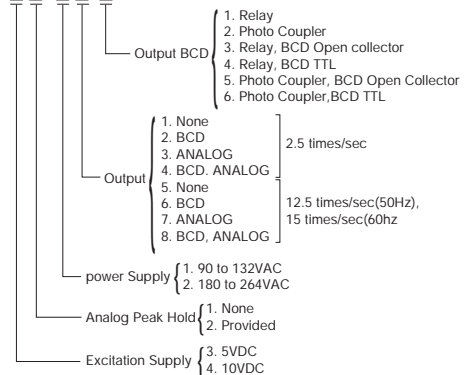 1. Relay
2. Photo Coupler
Output BCD
3. Relay, BCD Open collector
4. Relay, BCD TTL
5. Photo Coupler, BCD Open Collector
6. Photo Coupler,BCD TTL
1. None
2. BCD
2.5 times/sec
3. ANALOG
4. BCD. ANALOG
Output
5. None
6. BCD
12.5 times/sec(50Hz),
7. ANALOG
15 times/sec(60hz
8. BCD, ANALOG
power Supply
1. 90 to 132VAC
2. 180 to 264VAC
Analog Peak Hold
1. None
2. Provided
Excitation Supply
3. 5VDC
4. 10VDC